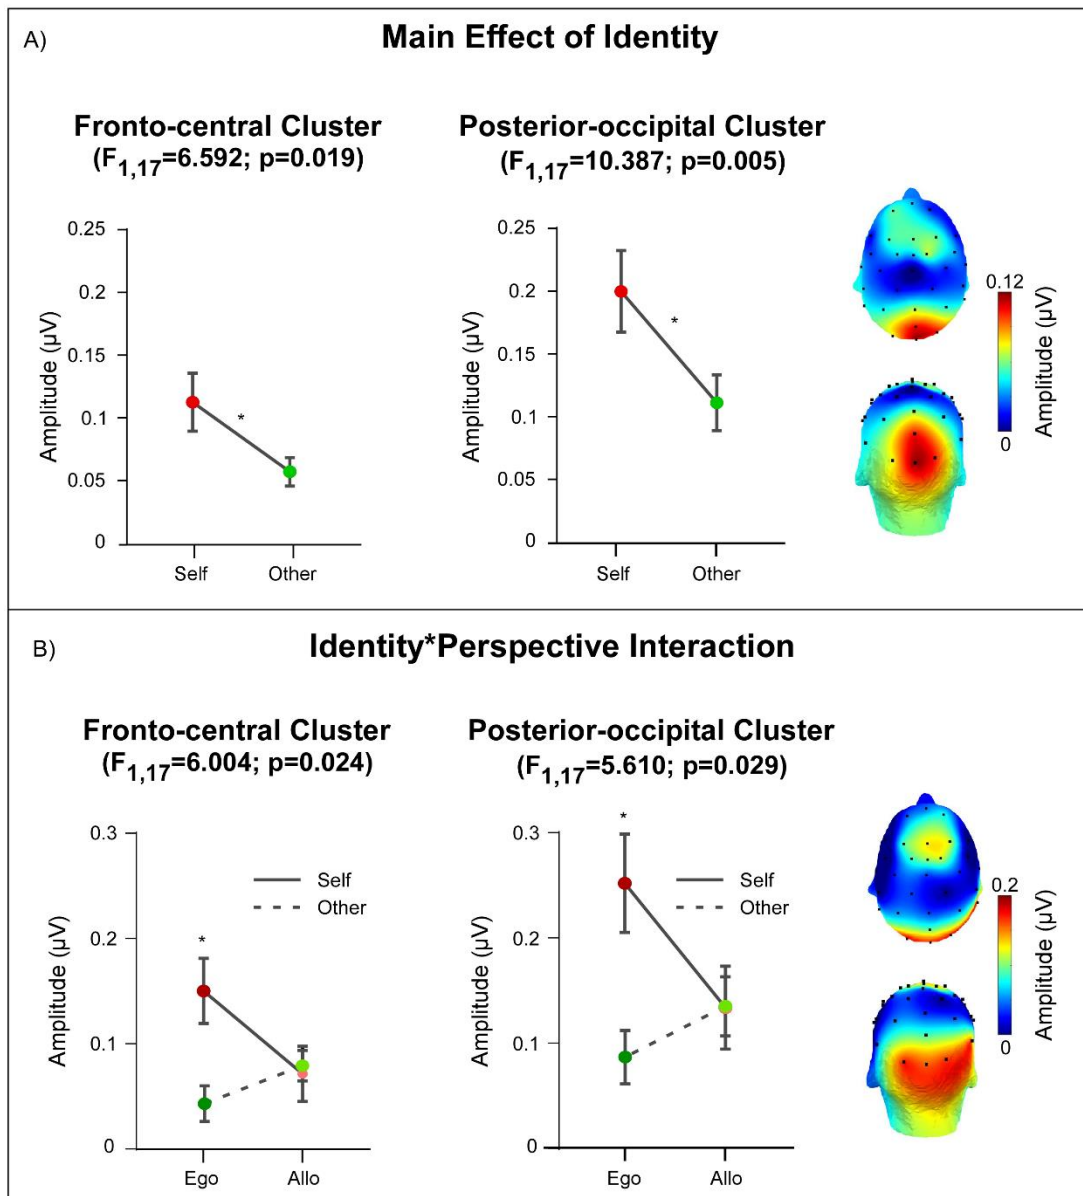 A)
Main Effect of Identity
Fronto-central Cluster
(F1,17=6.592; p=0.019)
Posterior-occipital Cluster
(F1,17=10.387; p=0.005)
0.25
0.2
0.15
0.1
0.05
0
Amplitude (µV)
*
Self
Other
0.25
0.2
0.15
0.1
0.05
0
Amplitude (µV)
*
Self
Other
0.12
0
Amplitude (µV)
B)
Identity*Perspective Interaction
Fronto-central Cluster
(F1,17=6.004; p=0.024)
Posterior-occipital Cluster
(F1,17=5.610; p=0.029)
0.3
0.2
0.1
0
Amplitude (µV)
*
Self
Other
Ego
Allo
0.3
0.2
0.1
0
Amplitude (µV)
*
Self
Other
Ego
Allo
0.2
0
Amplitude (µV)